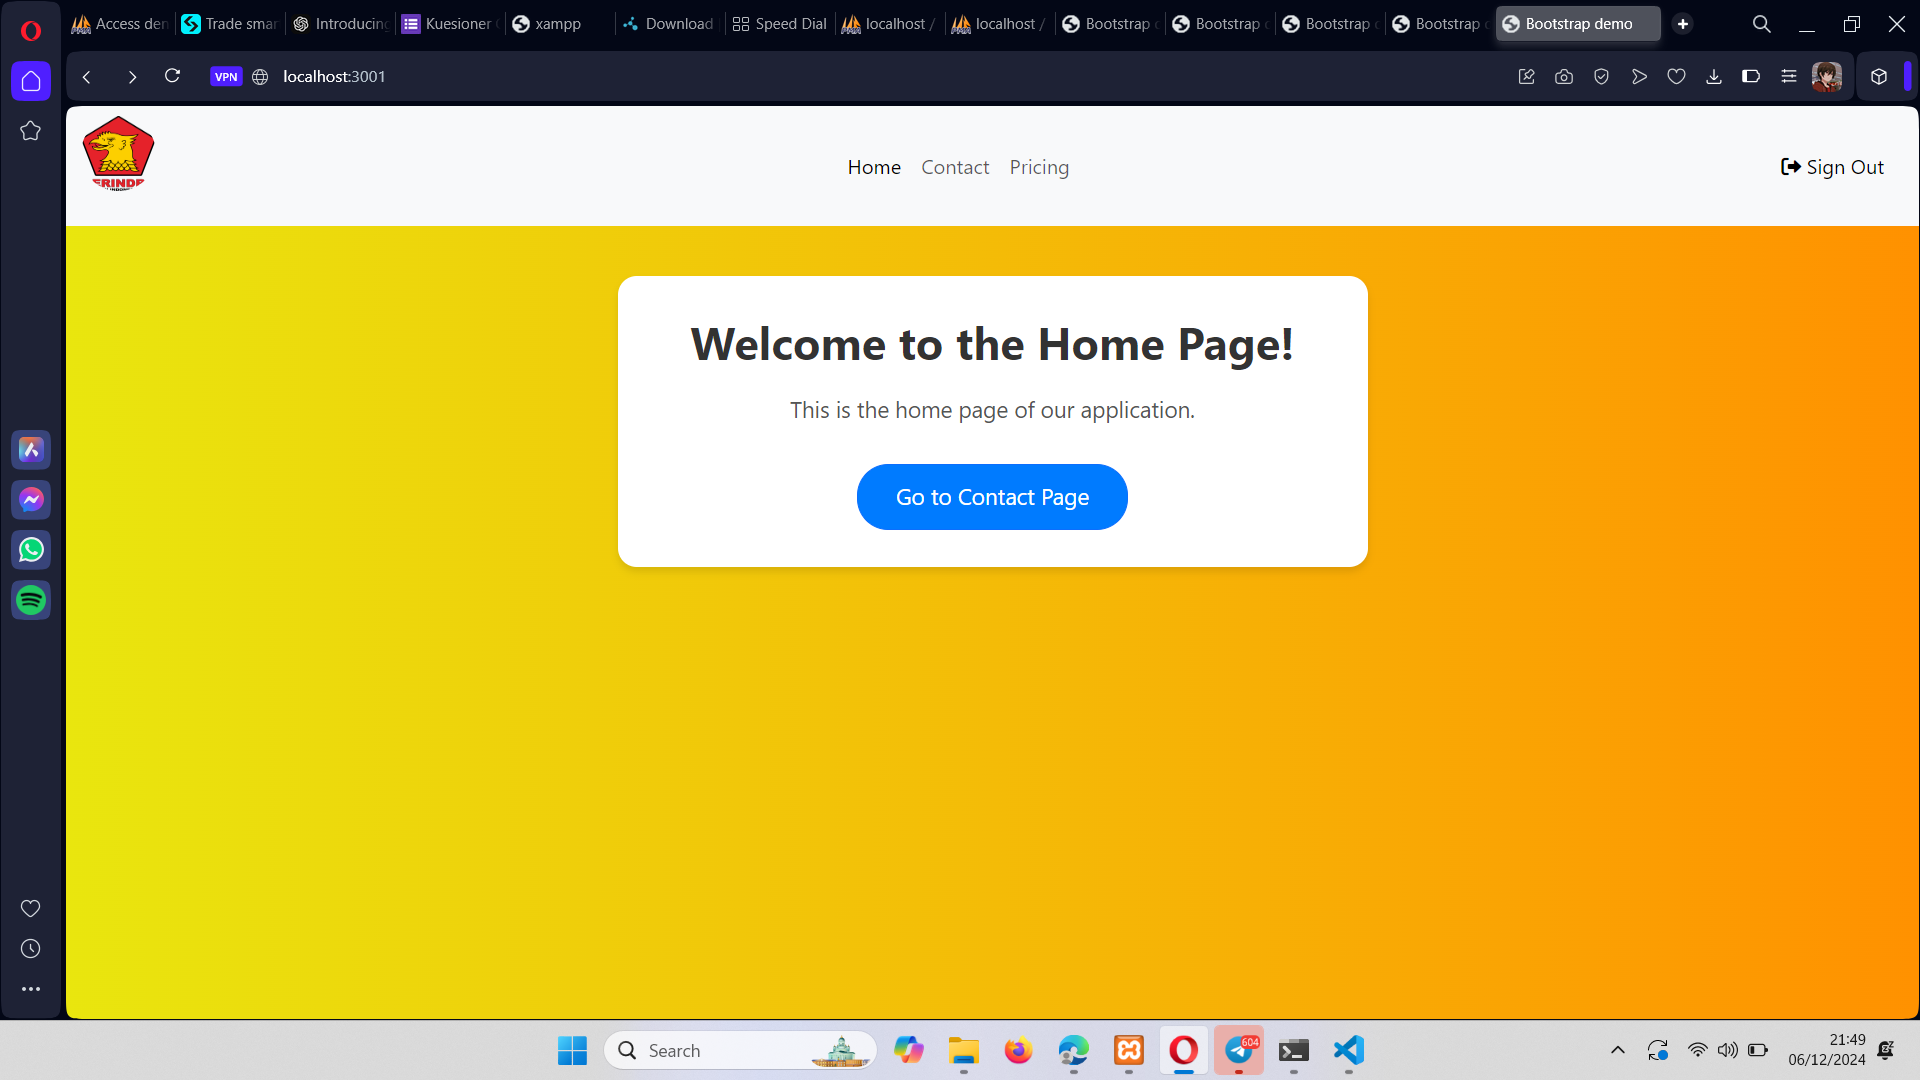 Access den
Trade smar
Introducing
Kuesioner
xampp
Download
Speed Dial
localhost /
localhost /
Bootstrap
Bootstrap
Bootstrap
Bootstrap
Bootstrap demo
VPN
localhost:3001
ERINDR
Home Contact Pricing
Sign Out
Welcome to the Home Page!
This is the home page of our application.
Go to Contact Page
Search
604
21:49
06/12/2024